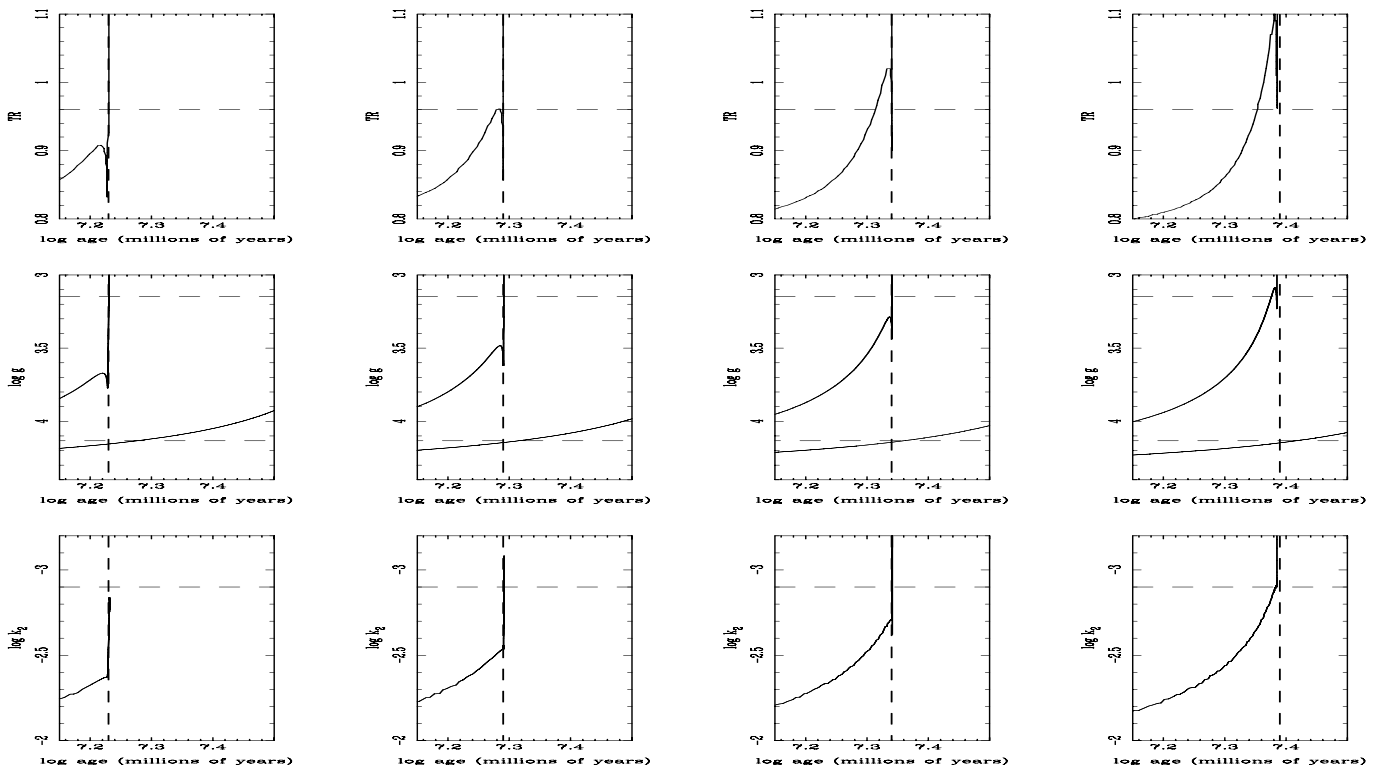 1.1 1.1 1.1 1.1
1 1 1 1
TR TR TR TR
0.9 0.9 0.9 0.9
0.8 0.8 0.8 0.8
7.2 7.3 7.4 7.2 7.3 7.4 7.2 7.3 7.4 7.2 7.3 7.4
log age (millions of years) log age (millions of years) log age (millions of years) log age (millions of years)
3 3 3 3
3.5 3.5 3.5 3.5
log g log g log g log g
4 4 4 4
7.2 7.3 7.4 7.2 7.3 7.4 7.2 7.3 7.4 7.2 7.3 7.4
log age (millions of years) log age (millions of years) log age (millions of years) log age (millions of years)
-3 -3 -3 -3
log k₂ log k₂ log k₂ log k₂
-2.5 -2.5 -2.5 -2.5
-2 -2 -2 -2
7.2 7.3 7.4 7.2 7.3 7.4 7.2 7.3 7.4 7.2 7.3 7.4
log age (millions of years) log age (millions of years) log age (millions of years) log age (millions of years)